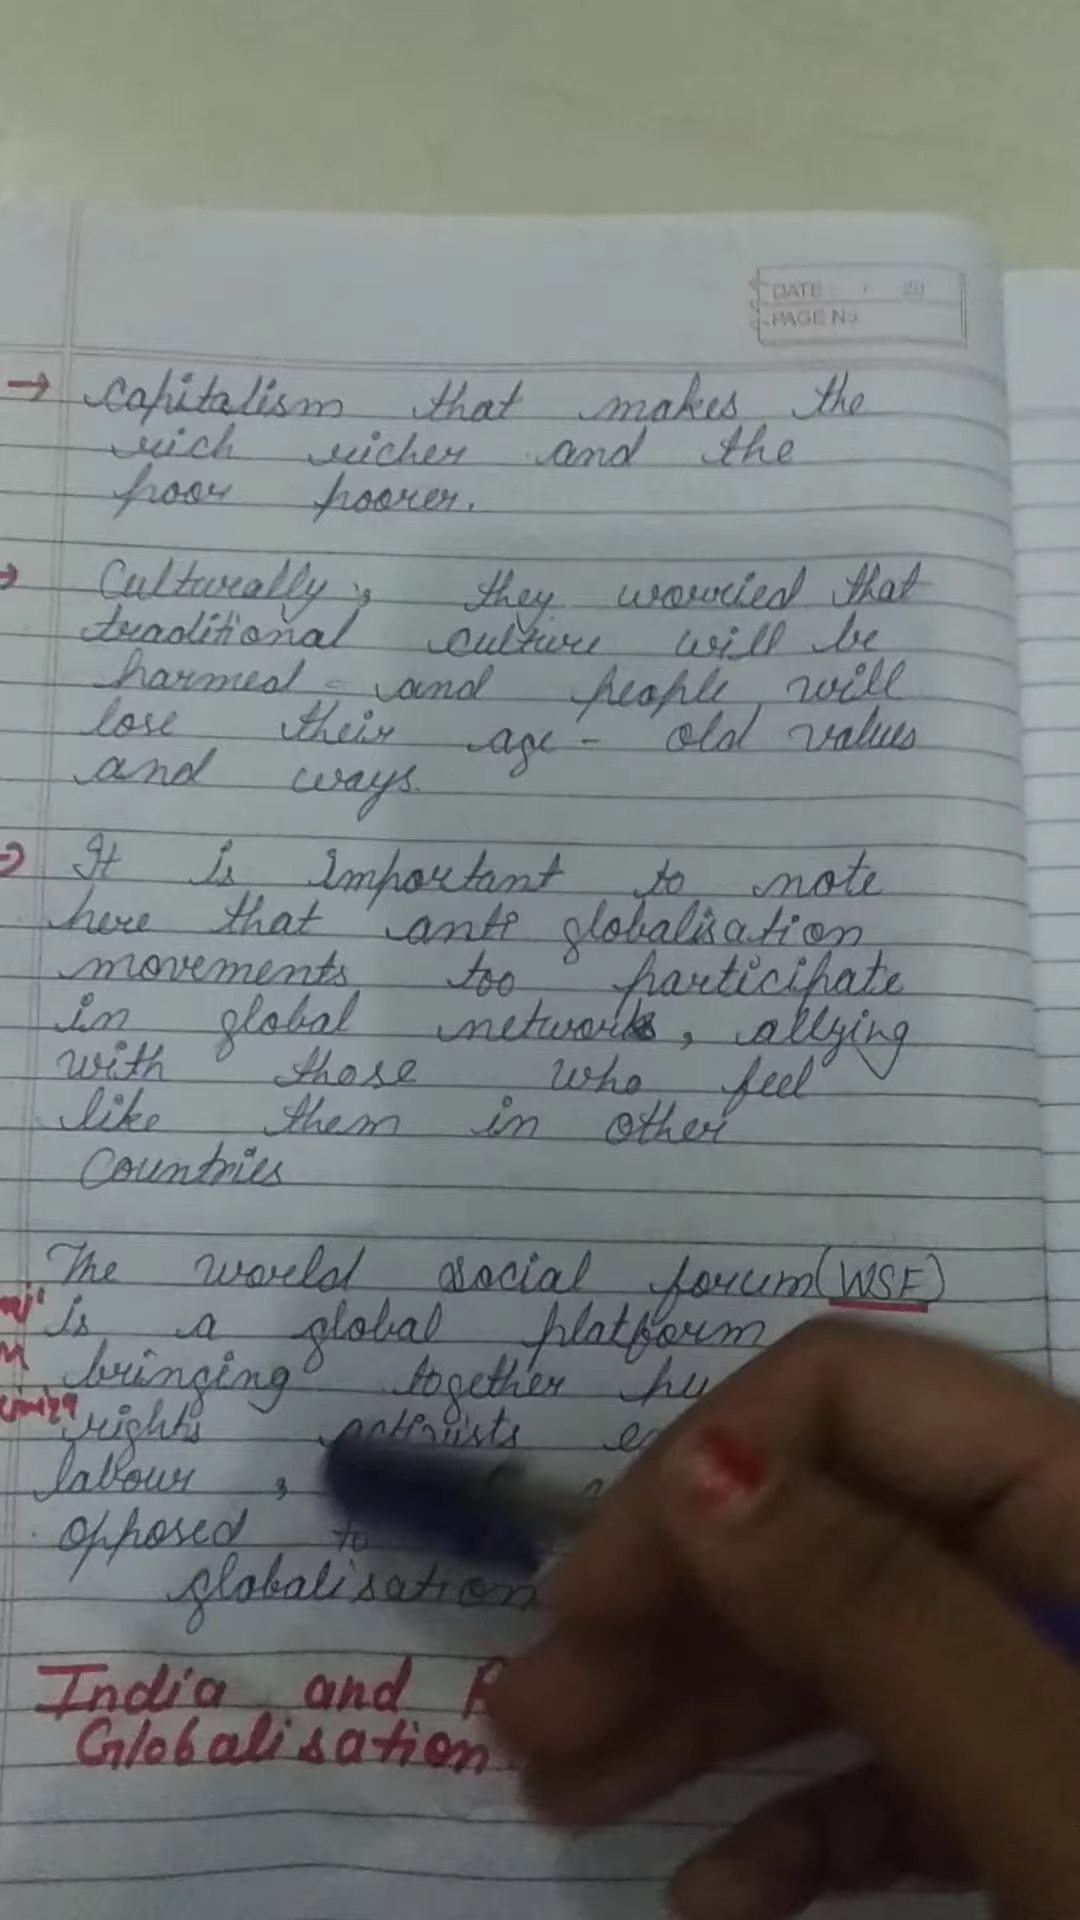 DATE 20
PAGE No
→ capitalism that makes the
rich richer and the
poor poorer.
→ Culturally, they worried that
traditional culture will be
harmed and people will
lose their age - old values
and ways.
→ It is important to note
here that anti globalisation
movements too participate
in global networks, allying
with those who feel
like them in other
Countries
The world social forum (WSF)
is a global platform
bringing together
rights activists
labour,
opposed to
globalisation
India and
Globalisation